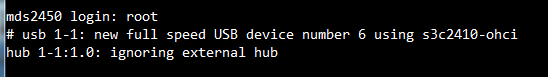 mds2450 login: root
# usb 1-1: new full speed USB device number 6 using s3c2410-ohci
hub 1-1:1.0: ignoring external hub